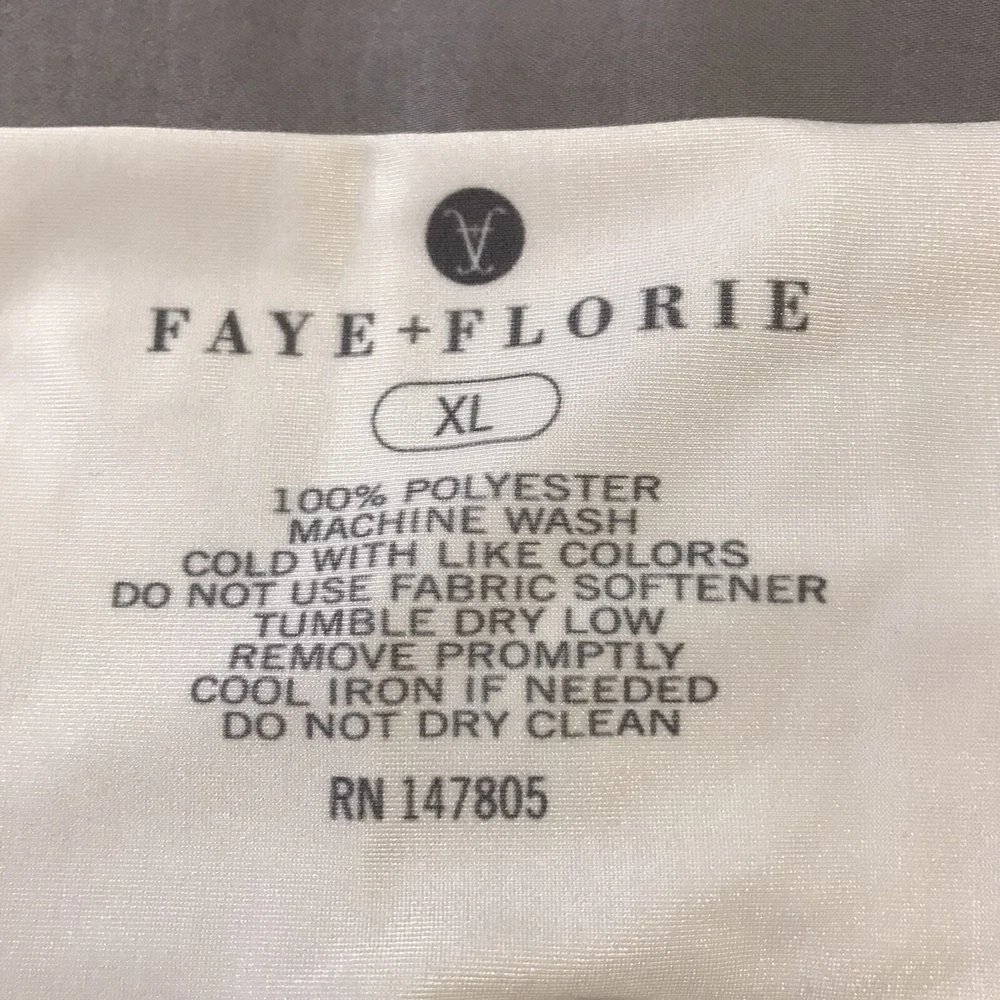 FAYE+FLORIE
XL
100% POLYESTER
MACHINE WASH
COLD WITH LIKE COLORS
DO NOT USE FABRIC SOFTENER
TUMBLE DRY LOW
REMOVE PROMPTLY
COOL IRON IF NEEDED
DO NOT DRY CLEAN
RN 147805